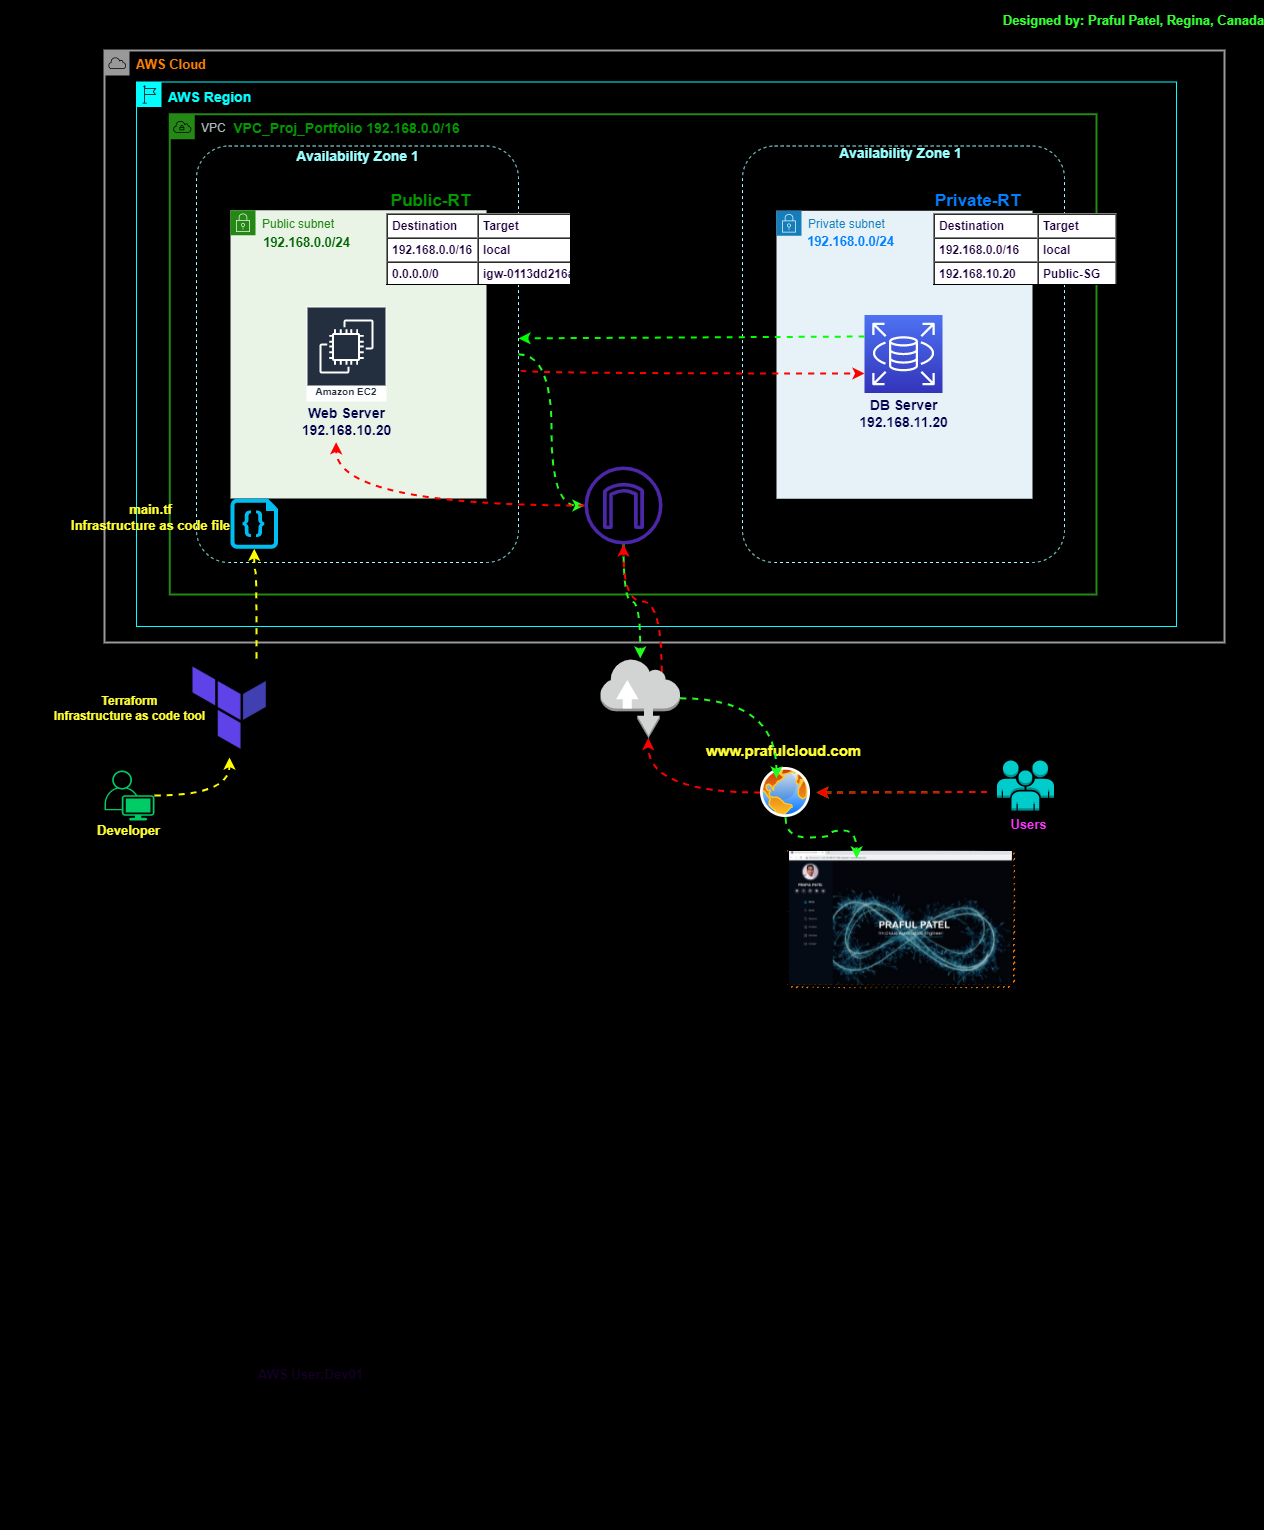 Designed by: Praful Patel, Regina, Canada
AWS Cloud
AWS Region
VPC VPC_Proj_Portfolio 192.168.0.0/16
Availability Zone 1
Availability Zone 1
Public-RT
Private-RT
Public subnet
192.168.0.0/24
Destination Target
192.168.0.0/16 local
0.0.0.0/0 igw-0113dd216
Private subnet
192.168.0.0/24
Destination Target
192.168.0.0/16 local
192.168.10.20 Public-SG
Amazon EC2
Web Server
192.168.10.20
DB Server
192.168.11.20
main.tf
Infrastructure as code file
Terraform
Infrastructure as code tool
www.prafulcloud.com
Developer
Users
PRAFUL PATEL
PRAFUL PATEL
AWS User:Dev01